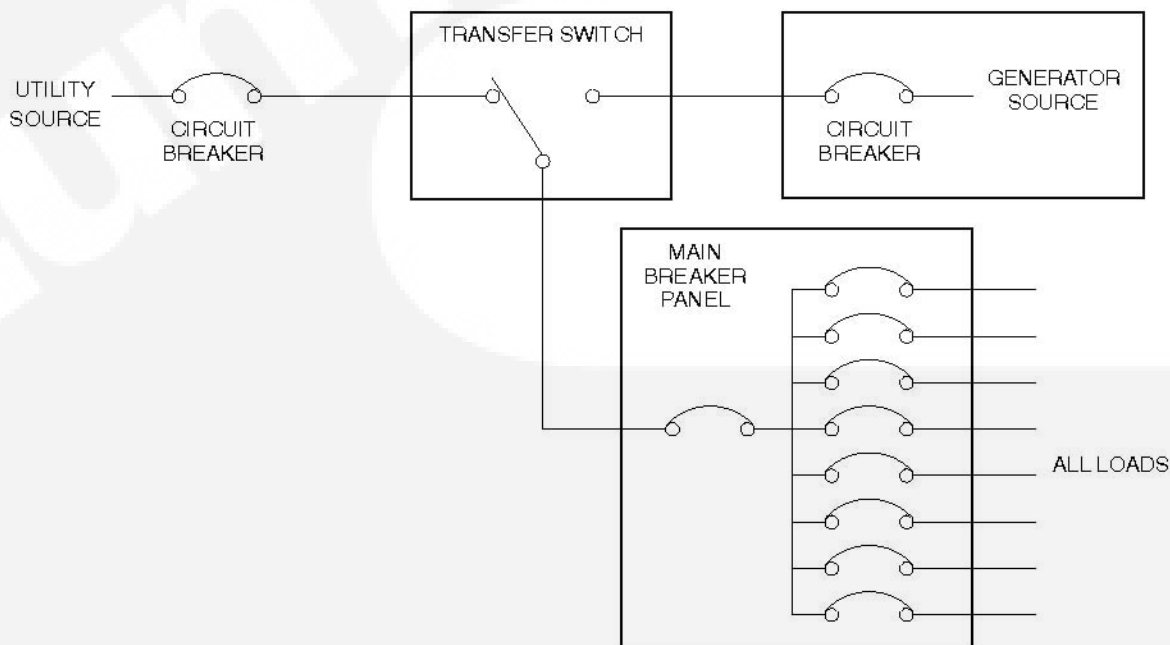 TRANSFER SWITCH
UTILITY
SOURCE
CIRCUIT
BREAKER
GENERATOR
SOURCE
CIRCUIT
BREAKER
MAIN
BREAKER
PANEL
ALL LOADS